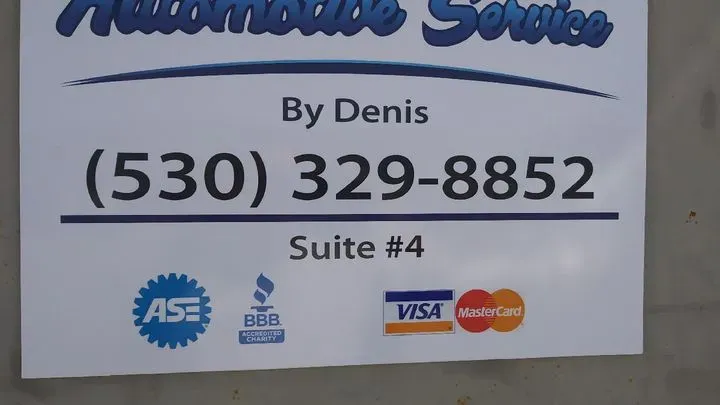 Automotive Service
By Denis
(530) 329-8852
Suite #4
ASE
BBB
ACCREDITED
CHARITY
VISA
MasterCard